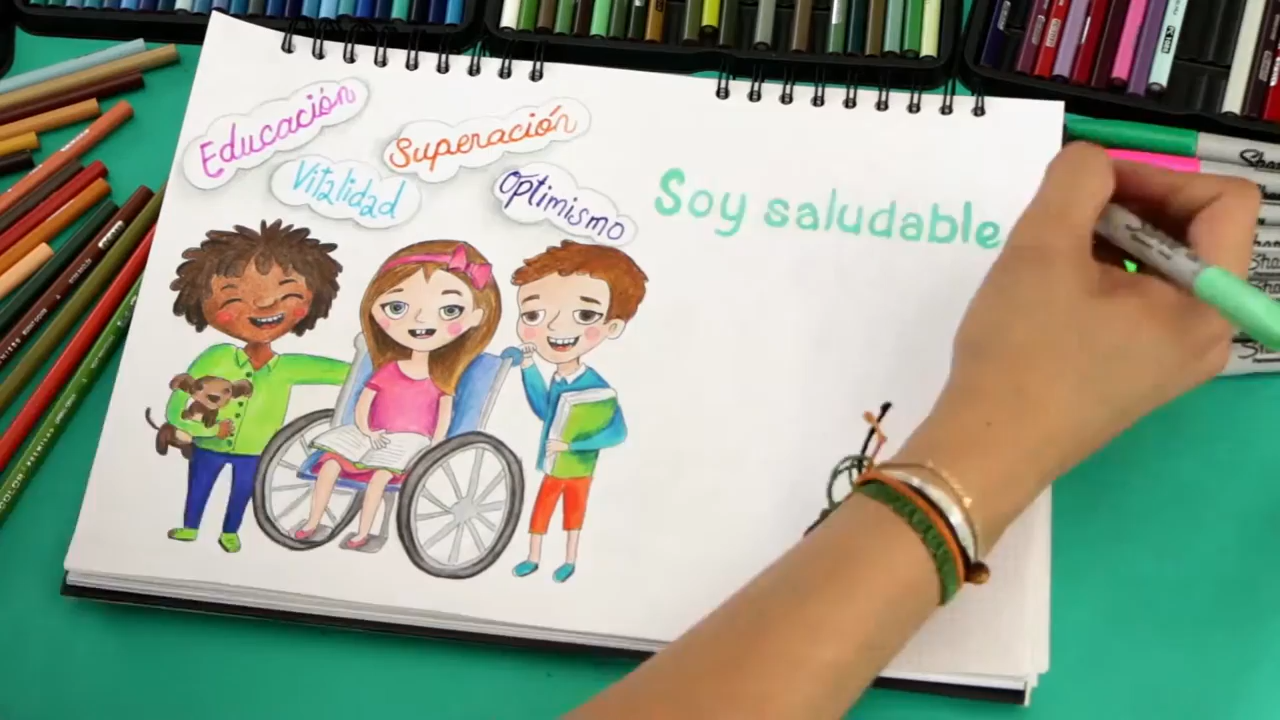 Educación
Superación
Vitalidad
Optimismo
Soy saludable